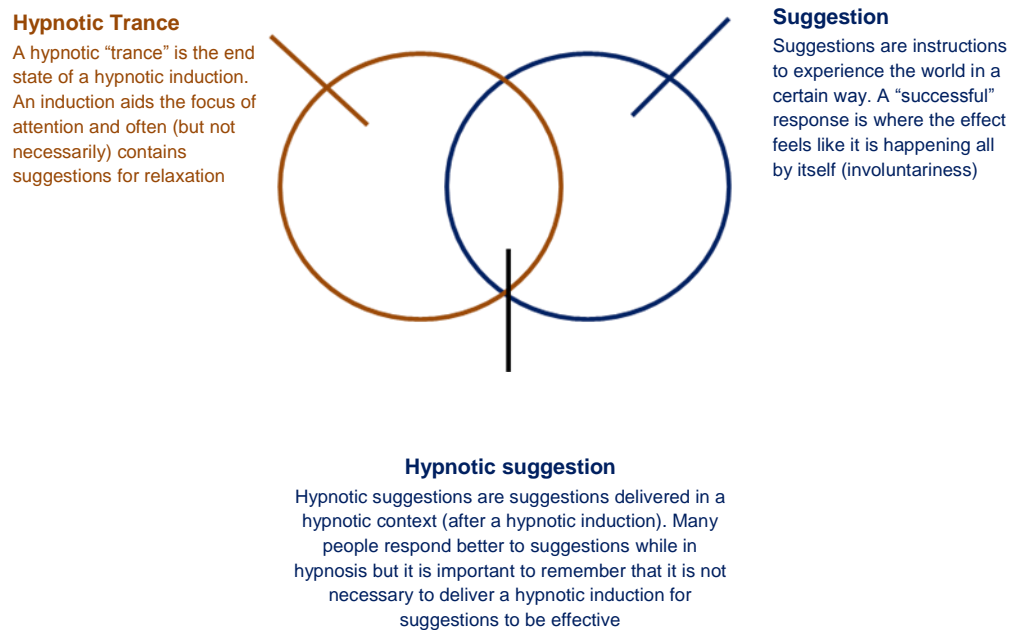 Hypnotic Trance
A hypnotic “trance” is the end
state of a hypnotic induction.
An induction aids the focus of
attention and often (but not
necessarily) contains
suggestions for relaxation
Suggestion
Suggestions are instructions
to experience the world in a
certain way. A “successful”
response is where the effect
feels like it is happening all
by itself (involuntariness)
Hypnotic suggestion
Hypnotic suggestions are suggestions delivered in a
hypnotic context (after a hypnotic induction). Many
people respond better to suggestions while in
hypnosis but it is important to remember that it is not
necessary to deliver a hypnotic induction for
suggestions to be effective